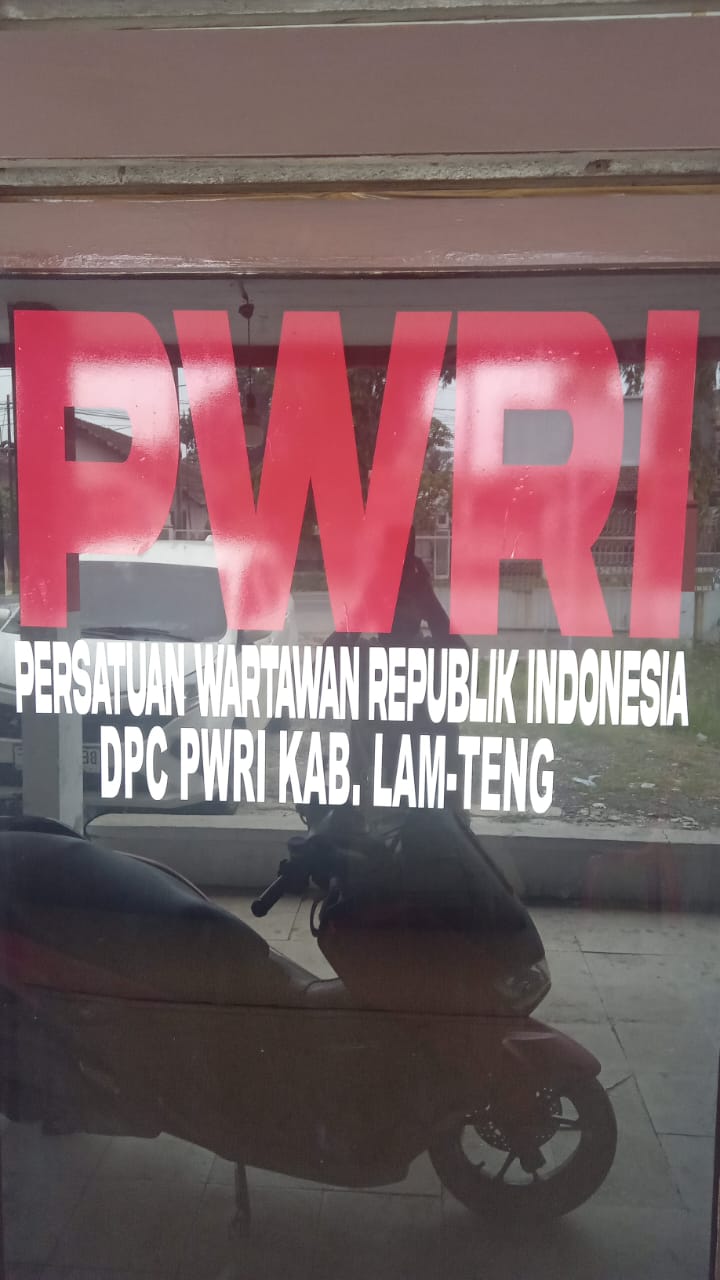 PWRI
PERSATUAN WARTAWAN REPUBLIK INDONESIA
DPC PWRI KAB. LAM-TENG